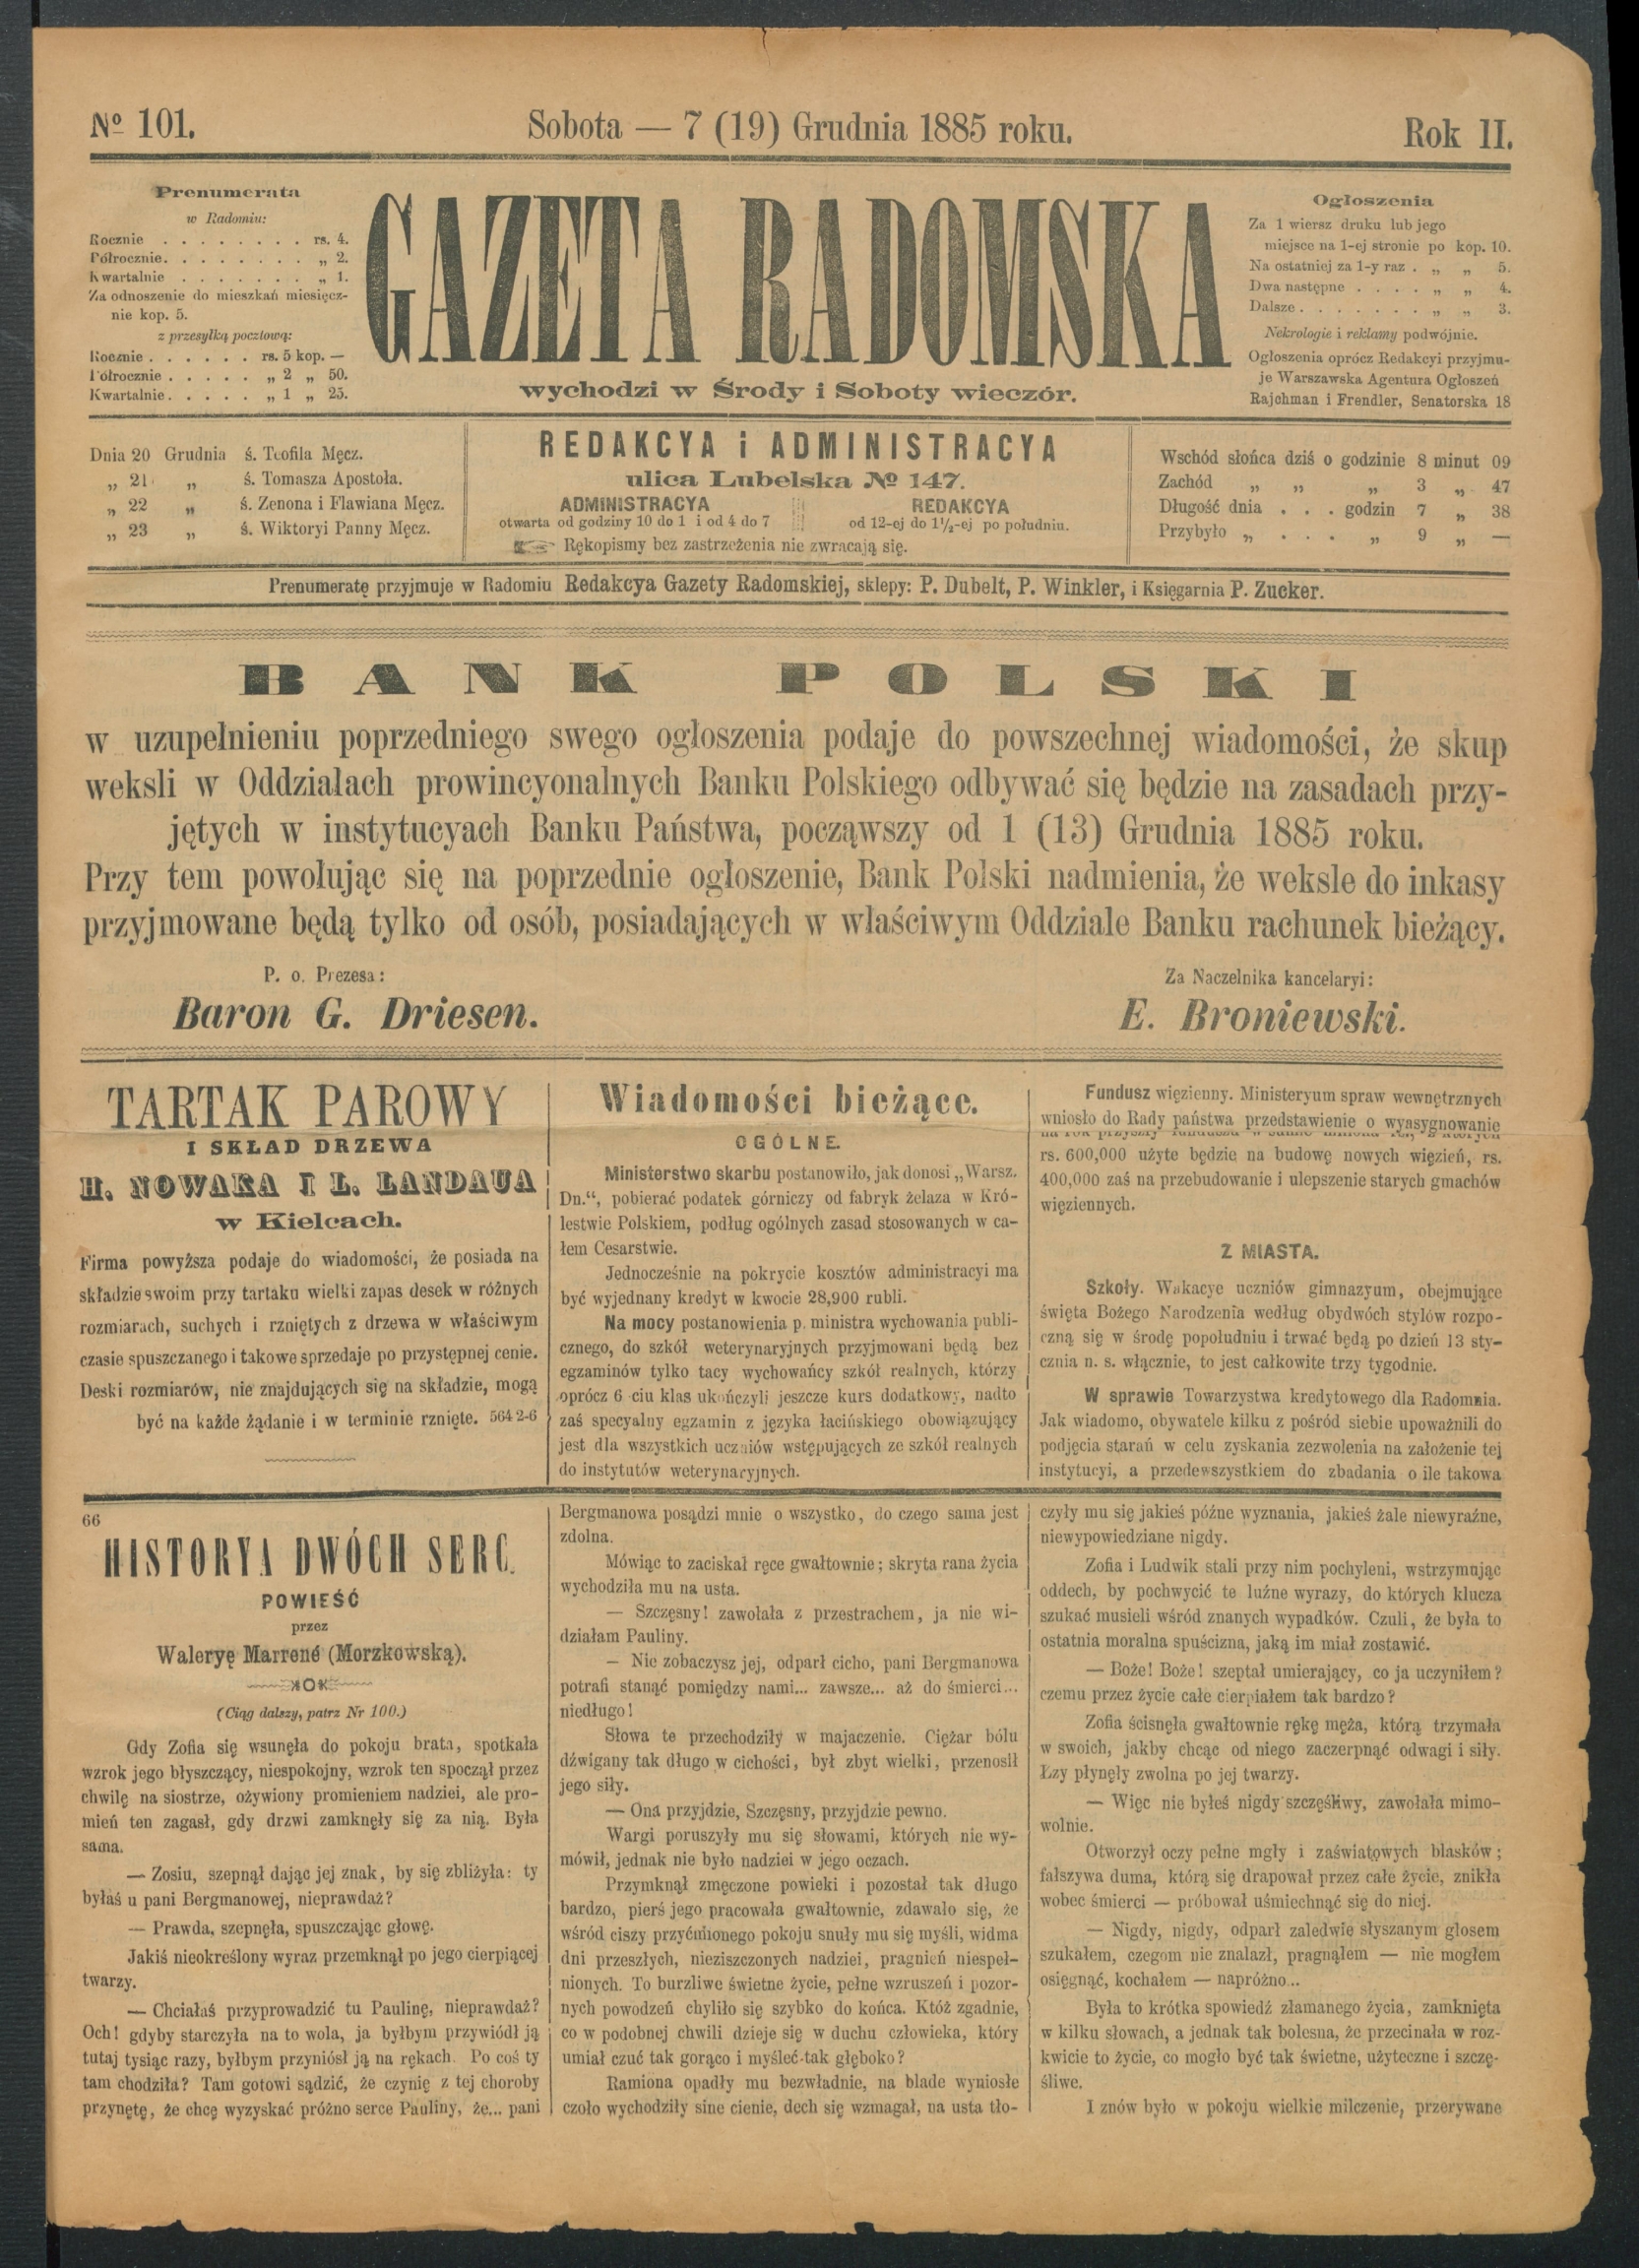 № 101.
Sobota — 7 (19) Grudnia 1885 roku.
Rok II.
Prenumerata
w Radomiu:
Rocznie . . . . . . . . rs. 4.
Półrocznie. . . . . . . . „ 2.
Kwartalnie . . . . . . . „ 1.
Za odnoszenie do mieszkań miesięcz-
nie kop. 5.
z przesyłką pocztową:
Rocznie . . . . . . rs. 5 kop. —
Półrocznie . . . . . „ 2 „ 50.
Kwartalnie. . . . . . „ 1 „ 25.
GAZETA RADOMSKA
wychodzi w Środy i Soboty wieczór.
Ogłoszenia
Za 1 wiersz druku lub jego
miejsce na 1-ej stronie po kop. 10.
Na ostatniej za 1-y raz . „ „ 5.
Dwa następne . . . . „ „ 4.
Dalsze . . . . . . . „ „ 3.
Nekrologie i reklamy podwójnie.
Ogłoszenia oprócz Redakcyi przyjmu-
je Warszawska Agentura Ogłoszeń
Rajchman i Frendler, Senatorska 18
Dnia 20 Grudnia ś. Teofila Męcz.
„ 21 „ ś. Tomasza Apostoła.
„ 22 „ ś. Zenona i Flawiana Męcz.
„ 23 „ ś. Wiktoryi Panny Męcz.
REDAKCYA i ADMINISTRACYA
ulica Lubelska № 147.
ADMINISTRACYA
otwarta od godziny 10 do 1 i od 4 do 7
REDAKCYA
od 12-ej do 1½-ej po południu.
Rękopismy bez zastrzeżenia nie zwracają się.
Wschód słońca dziś o godzinie 8 minut 09
Zachód „ „ „ 3 „ 47
Długość dnia . . . godzin 7 „ 38
Przybyło „ . . . „ 9 „ —
Prenumeratę przyjmuje w Radomiu Redakcya Gazety Radomskiej, sklepy: P. Dubelt, P. Winkler, i Księgarnia P. Zucker.
BANK POLSKI
w uzupełnieniu poprzedniego swego ogłoszenia podaje do powszechnej wiadomości, że skup
weksli w Oddziałach prowincyonalnych Banku Polskiego odbywać się będzie na zasadach przy-
jętych w instytucyach Banku Państwa, począwszy od 1 (13) Grudnia 1885 roku.
Przy tem powołując się na poprzednie ogłoszenie, Bank Polski nadmienia, że weksle do inkasy
przyjmowane będą tylko od osób, posiadających w właściwym Oddziale Banku rachunek bieżący.
P. o. Prezesa:
Baron G. Driesen.
Za Naczelnika kancelaryi:
E. Broniewski.
TARTAK PAROWY
I SKŁAD DRZEWA
H. NOWAKA I L. LANDAUA
w Kielcach.
Firma powyższa podaje do wiadomości, że posiada na
składzie swoim przy tartaku wielki zapas desek w różnych
rozmiarach, suchych i rzniętych z drzewa w właściwym
czasie spuszczanego i takowe sprzedaje po przystępnej cenie.
Deski rozmiarów, nie znajdujących się na składzie, mogą
być na każde żądanie i w terminie rznięte. 564 2-6
Wiadomości bieżące.
OGÓLNE.
Ministerstwo skarbu postanowiło, jak donosi „Warsz.
Dn.“, pobierać podatek górniczy od fabryk żelaza w Kró-
lestwie Polskiem, podług ogólnych zasad stosowanych w ca-
łem Cesarstwie.
Jednocześnie na pokrycie kosztów administracyi ma
być wyjednany kredyt w kwocie 28,900 rubli.
Na mocy postanowienia p. ministra wychowania publi-
cznego, do szkół weterynaryjnych przyjmowani będą bez
egzaminów tylko tacy wychowańcy szkół realnych, którzy
oprócz 6 ciu klas ukończyli jeszcze kurs dodatkowy, nadto
zaś specyalny egzamin z języka łacińskiego obowiązujący
jest dla wszystkich uczniów wstępujących ze szkół realnych
do instytutów weterynaryjnych.
Fundusz więzienny. Ministeryum spraw wewnętrznych
wniosło do Rady państwa przedstawienie o wyasygnowanie
na rok przyszły funduszu w sumie miliona rs., z których
rs. 600,000 użyte będzie na budowę nowych więzień, rs.
400,000 zaś na przebudowanie i ulepszenie starych gmachów
więziennych.
Z MIASTA.
Szkoły. Wakacye uczniów gimnazyum, obejmujące
święta Bożego Narodzenia według obydwóch stylów rozpo-
czną się w środę popołudniu i trwać będą po dzień 13 sty-
cznia n. s. włącznie, to jest całkowite trzy tygodnie.
W sprawie Towarzystwa kredytowego dla Radomnia.
Jak wiadomo, obywatele kilku z pośród siebie upoważnili do
podjęcia starań w celu zyskania zezwolenia na założenie tej
instytucyi, a przedewszystkiem do zbadania o ile takowa
66
HISTORYA DWÓCH SERC.
POWIEŚĆ
przez
Waleryę Marrené (Morzkowską).
(Ciąg dalszy, patrz Nr 100.)
Gdy Zofia się wsunęła do pokoju brata, spotkała
wzrok jego błyszczący, niespokojny, wzrok ten spoczął przez
chwilę na siostrze, ożywiony promieniem nadziei, ale pro-
mień ten zagasł, gdy drzwi zamknęły się za nią. Była
sama.
— Zosiu, szepnął dając jej znak, by się zbliżyła: ty
byłaś u pani Bergmanowej, nieprawdaż?
— Prawda, szepnęła, spuszczając głowę.
Jakiś nieokreślony wyraz przemknął po jego cierpiącej
twarzy.
— Chciałaś przyprowadzić tu Paulinę, nieprawdaż?
Och! gdyby starczyła na to wola, ja byłbym przywiódł ją
tutaj tysiąc razy, byłbym przyniósł ją na rękach. Po coś ty
tam chodziła? Tam gotowi sądzić, że czynię z tej choroby
przynętę, że chcę wyzyskać próżno serce Pauliny, że... pani
Bergmanowa posądzi mnie o wszystko, do czego sama jest
zdolna.
Mówiąc to zaciskał ręce gwałtownie; skryta rana życia
wychodziła mu na usta.
— Szczęsny! zawołała z przestrachem, ja nie wi-
działam Pauliny.
— Nie zobaczysz jej, odparł cicho, pani Bergmanowa
potrafi stanąć pomiędzy nami... zawsze... aż do śmierci...
niedługo!
Słowa te przechodziły w majaczenie. Ciężar bólu
dźwigany tak długo w cichości, był zbyt wielki, przenosił
jego siły.
— Ona przyjdzie, Szczęsny, przyjdzie pewno.
Wargi poruszyły mu się słowami, których nie wy-
mówił, jednak nie było nadziei w jego oczach.
Przymknął zmęczone powieki i pozostał tak długo
bardzo, pierś jego pracowała gwałtownie, zdawało się, że
wśród ciszy przyćmionego pokoju snuły mu się myśli, widma
dni przeszłych, nieziszczonych nadziei, pragnień niespeł-
nionych. To burzliwe świetne życie, pełne wzruszeń i pozor-
nych powodzeń chyliło się szybko do końca. Któż zgadnie,
co w podobnej chwili dzieje się w duchu człowieka, który
umiał czuć tak gorąco i myśleć tak głęboko?
Ramiona opadły mu bezwładnie, na blade wyniosłe
czoło wychodziły sine cienie, dech się wzmagał, na usta tło-
czyły mu się jakieś późne wyznania, jakieś żale niewyraźne,
niewypowiedziane nigdy.
Zofia i Ludwik stali przy nim pochyleni, wstrzymując
oddech, by pochwycić te luźne wyrazy, do których klucza
szukać musieli wśród znanych wypadków. Czuli, że była to
ostatnia moralna spuścizna, jaką im miał zostawić.
— Boże! Boże! szeptał umierający, co ja uczyniłem?
czemu przez życie całe cierpiałem tak bardzo?
Zofia ścisnęła gwałtownie rękę męża, którą trzymała
w swoich, jakby chcąc od niego zaczerpnąć odwagi i siły.
Łzy płynęły zwolna po jej twarzy.
— Więc nie byłeś nigdy szczęśliwy, zawołała mimo-
wolnie.
Otworzył oczy pełne mgły i zaświatowych blasków;
fałszywa duma, którą się drapował przez całe życie, znikła
wobec śmierci — próbował uśmiechnąć się do niej.
— Nigdy, nigdy, odparł zaledwie słyszanym głosem
szukałem, czegom nie znalazł, pragnąłem — nie mogłem
osięgnąć, kochałem — napróżno...
Była to krótka spowiedź złamanego życia, zamknięta
w kilku słowach, a jednak tak bolesna, że przecinała w roz-
kwicie to życie, co mogło być tak świetne, użyteczne i szczę-
śliwe.
I znów było w pokoju wielkie milczenie, przerywane